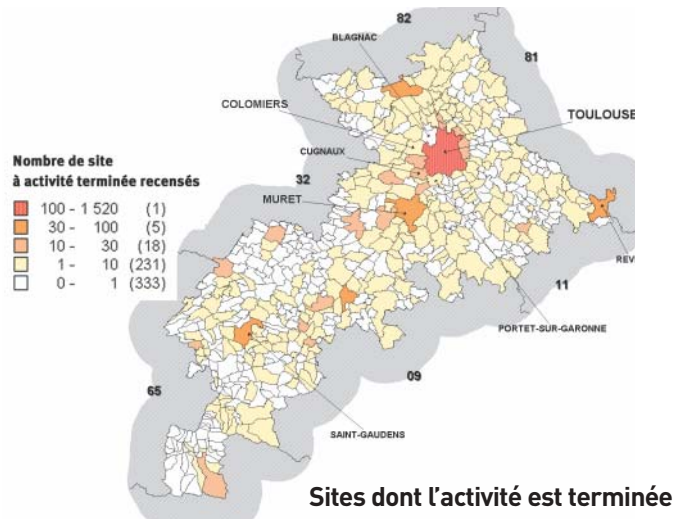 82
BLAGNAC
81
COLOMIERS
TOULOUSE
CUGNAUX
Nombre de site
à activité terminée recensés
32
MURET
100 - 1 520 (1)
30 - 100 (5)
10 - 30 (18)
1 - 10 (231)
0 - 1 (333)
REV
11
PORTET-SUR-GARONNE
09
65
SAINT-GAUDENS
Sites dont l'activité est terminée